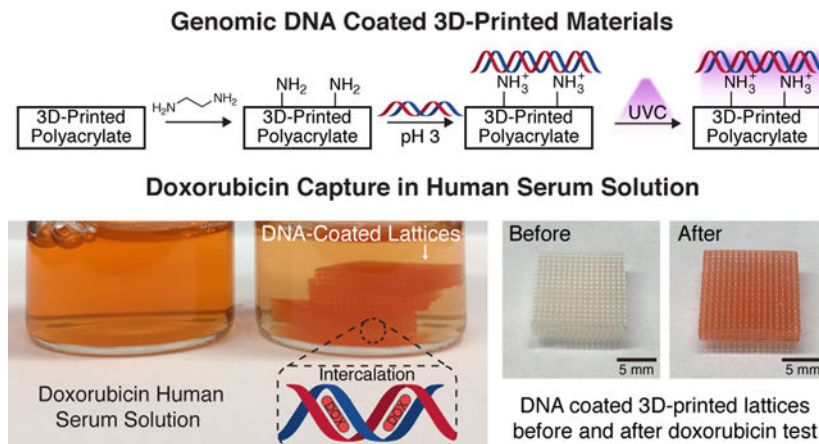 Genomic DNA Coated 3D-Printed Materials
3D-Printed
Polyacrylate
H₂N
NH₂
NH₂ NH₂
3D-Printed
Polyacrylate
pH 3
NH₃⁺ NH₃⁺
3D-Printed
Polyacrylate
UVC
NH₃⁺ NH₃⁺
3D-Printed
Polyacrylate
Doxorubicin Capture in Human Serum Solution
DNA-Coated Lattices
Doxorubicin Human
Serum Solution
Intercalation
DOX
DOX
Before
5 mm
After
5 mm
DNA coated 3D-printed lattices
before and after doxorubicin test